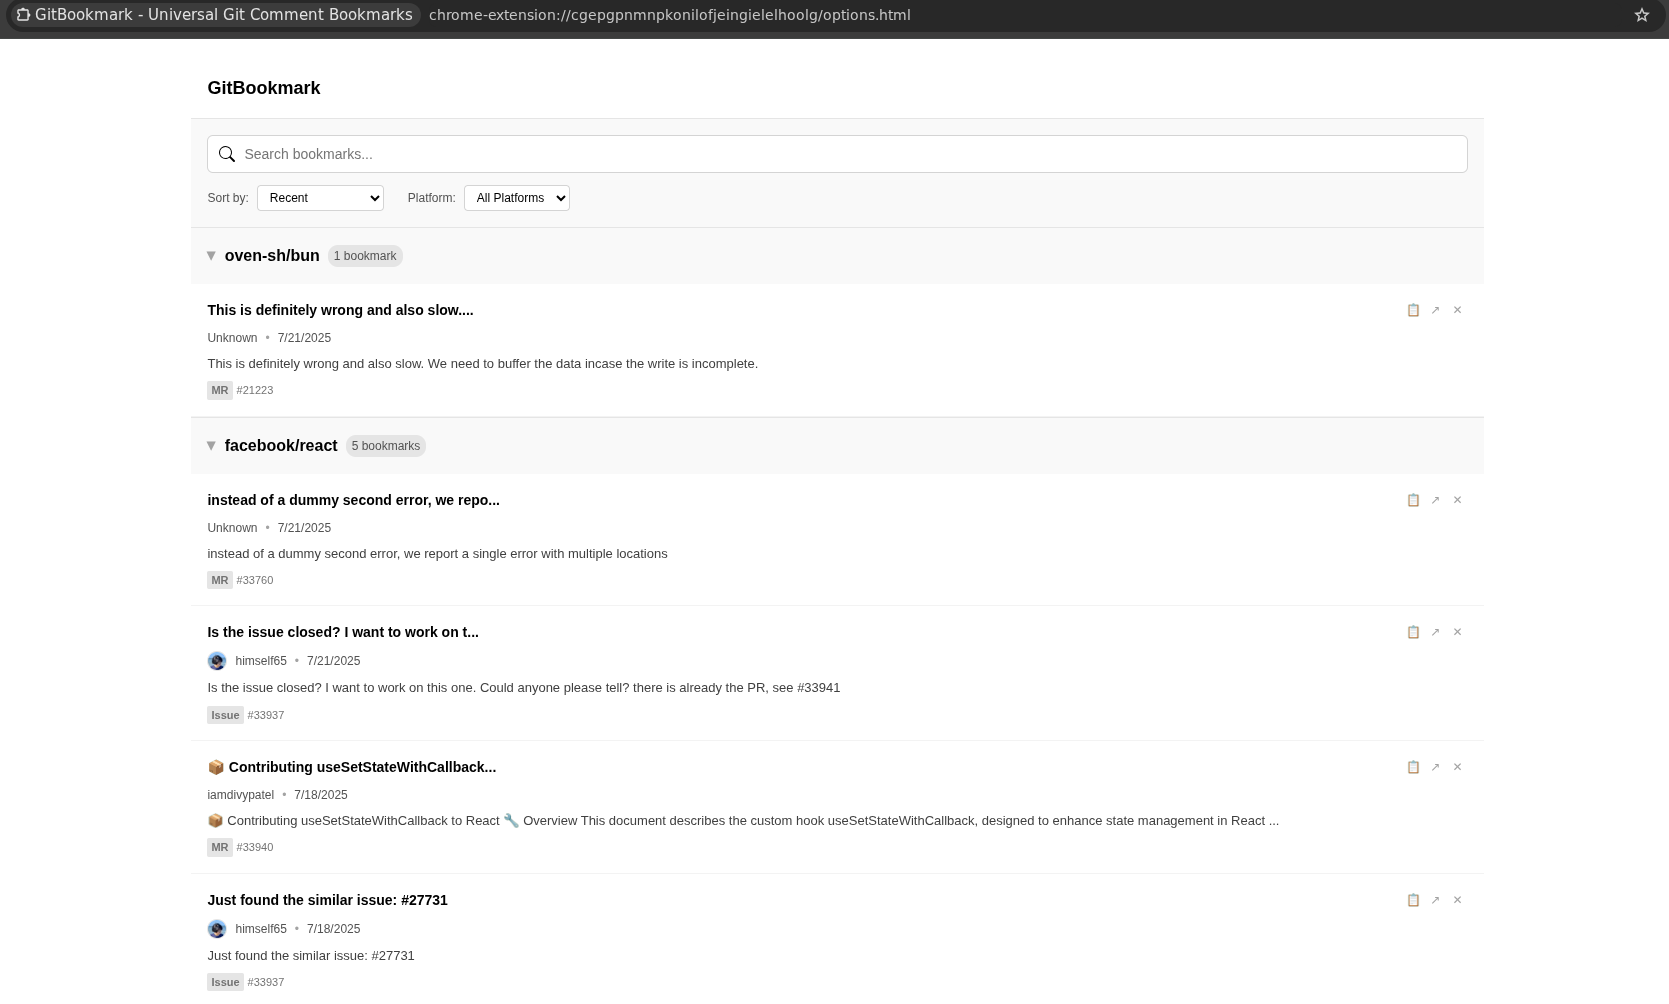 GitBookmark - Universal Git Comment Bookmarks chrome-extension://cgepgpnmnpkonilofjeingielelhoolg/options.html
GitBookmark
Search bookmarks...
Sort by: Recent Platform: All Platforms
▼ oven-sh/bun 1 bookmark
This is definitely wrong and also slow....
Unknown • 7/21/2025
This is definitely wrong and also slow. We need to buffer the data incase the write is incomplete.
MR #21223
▼ facebook/react 5 bookmarks
instead of a dummy second error, we repo...
Unknown • 7/21/2025
instead of a dummy second error, we report a single error with multiple locations
MR #33760
Is the issue closed? I want to work on t...
himself65 • 7/21/2025
Is the issue closed? I want to work on this one. Could anyone please tell? there is already the PR, see #33941
Issue #33937
📦 Contributing useSetStateWithCallback...
iamdivypatel • 7/18/2025
📦 Contributing useSetStateWithCallback to React 🔧 Overview This document describes the custom hook useSetStateWithCallback, designed to enhance state management in React ...
MR #33940
Just found the similar issue: #27731
himself65 • 7/18/2025
Just found the similar issue: #27731
Issue #33937